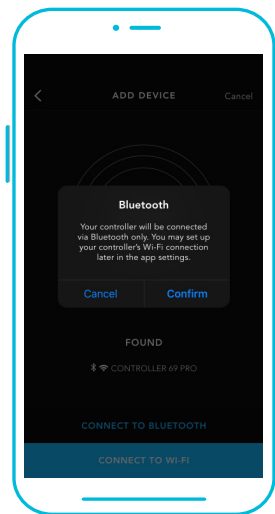 ADD DEVICE Cancel
Bluetooth
Your controller will be connected
via Bluetooth only. You may set up
your controller's Wi-Fi connection
later in the app settings.
Cancel Confirm
FOUND
CONTROLLER 69 PRO
CONNECT TO BLUETOOTH
CONNECT TO WI-FI